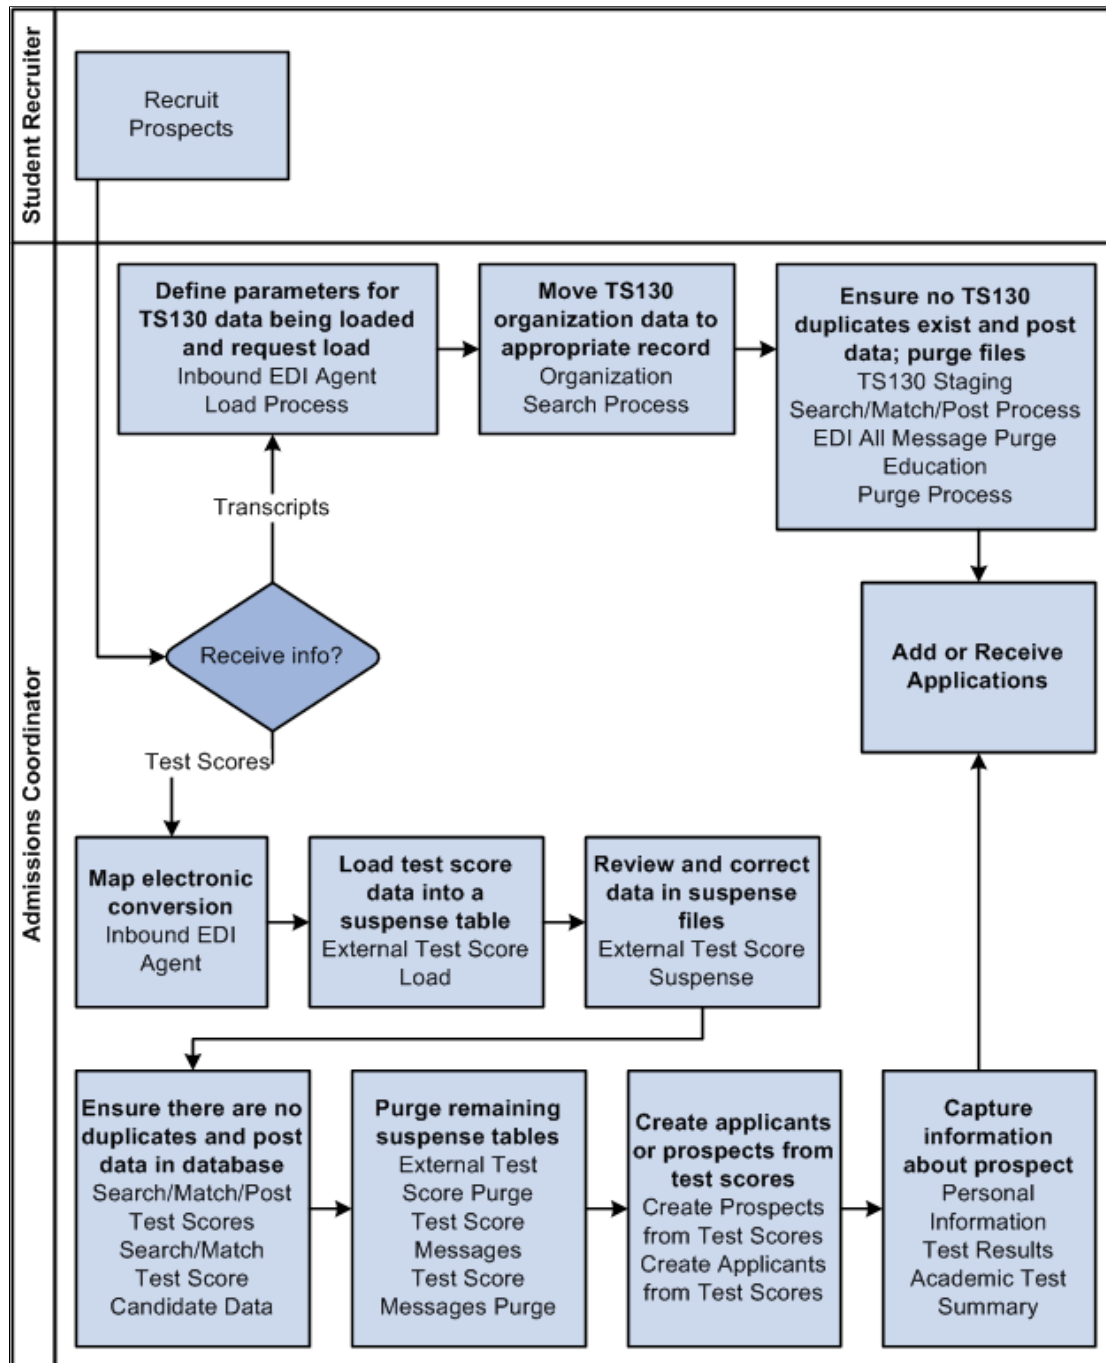 Student Recruiter
Recruit
Prospects
Admissions Coordinator
Define parameters for
TS130 data being loaded
and request load
Inbound EDI Agent
Load Process
Move TS130
organization data to
appropriate record
Organization
Search Process
Ensure no TS130
duplicates exist and post
data; purge files
TS130 Staging
Search/Match/Post Process
EDI All Message Purge
Education
Purge Process
Transcripts
Receive info?
Add or Receive
Applications
Test Scores
Map electronic
conversion
Inbound EDI
Agent
Load test score
data into a
suspense table
External Test Score
Load
Review and correct
data in suspense
files
External Test Score
Suspense
Ensure there are no
duplicates and post
data in database
Search/Match/Post
Test Scores
Search/Match
Test Score
Candidate Data
Purge remaining
suspense tables
External Test
Score Purge
Test Score
Messages
Test Score
Messages Purge
Create applicants
or prospects from
test scores
Create Prospects
from Test Scores
Create Applicants
from Test Scores
Capture
information
about prospect
Personal
Information
Test Results
Academic Test
Summary